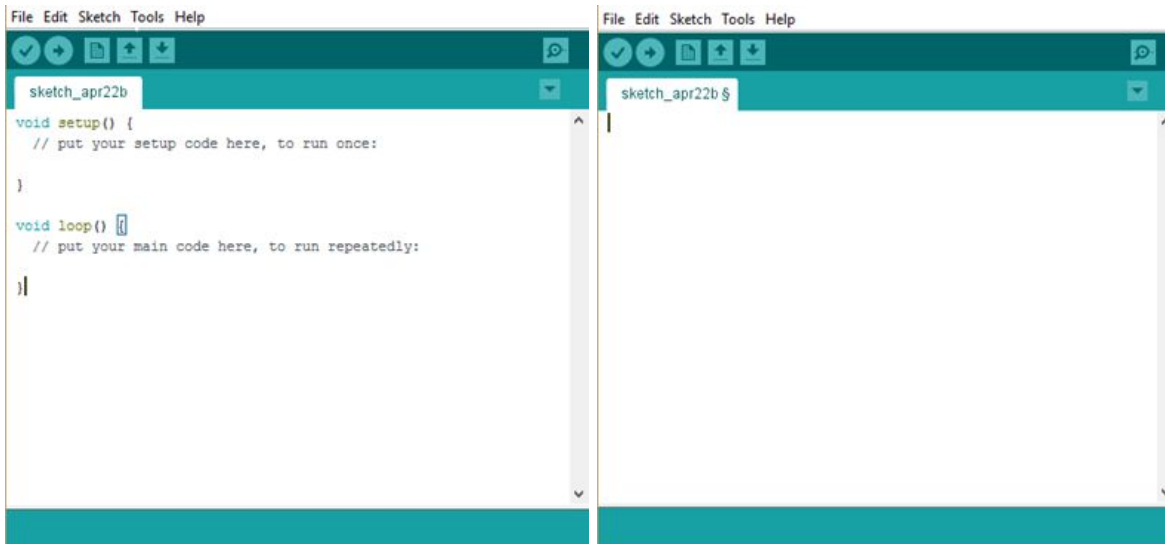 File Edit Sketch Tools Help
sketch_apr22b
void setup() {
  // put your setup code here, to run once:
}
void loop() {
  // put your main code here, to run repeatedly:
}
File Edit Sketch Tools Help
sketch_apr22b §